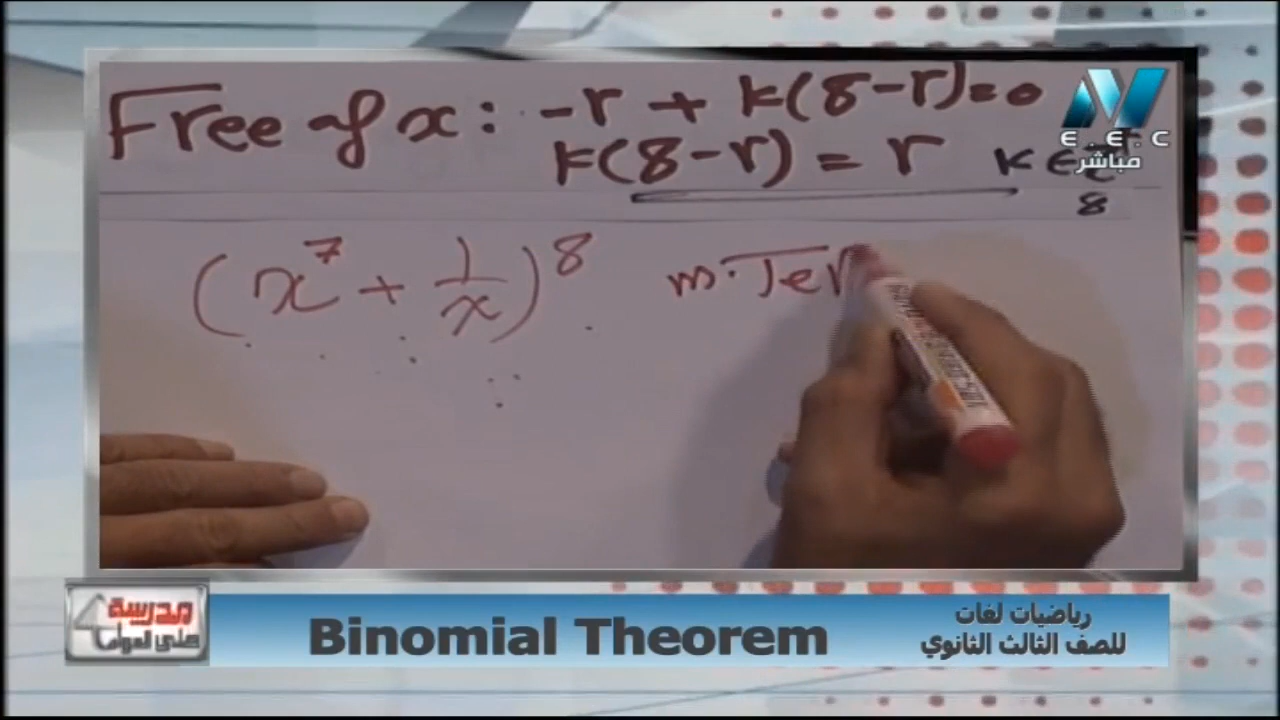 Free of x : -r + k(8-r)=0
k(8-r) = r k ∈
8
(x⁷ + 1/x)⁸ m. Ter
E.E.C
مباشر
مدرسة
على الهواء
Binomial Theorem
رياضيات لغات
للصف الثالث الثانوي